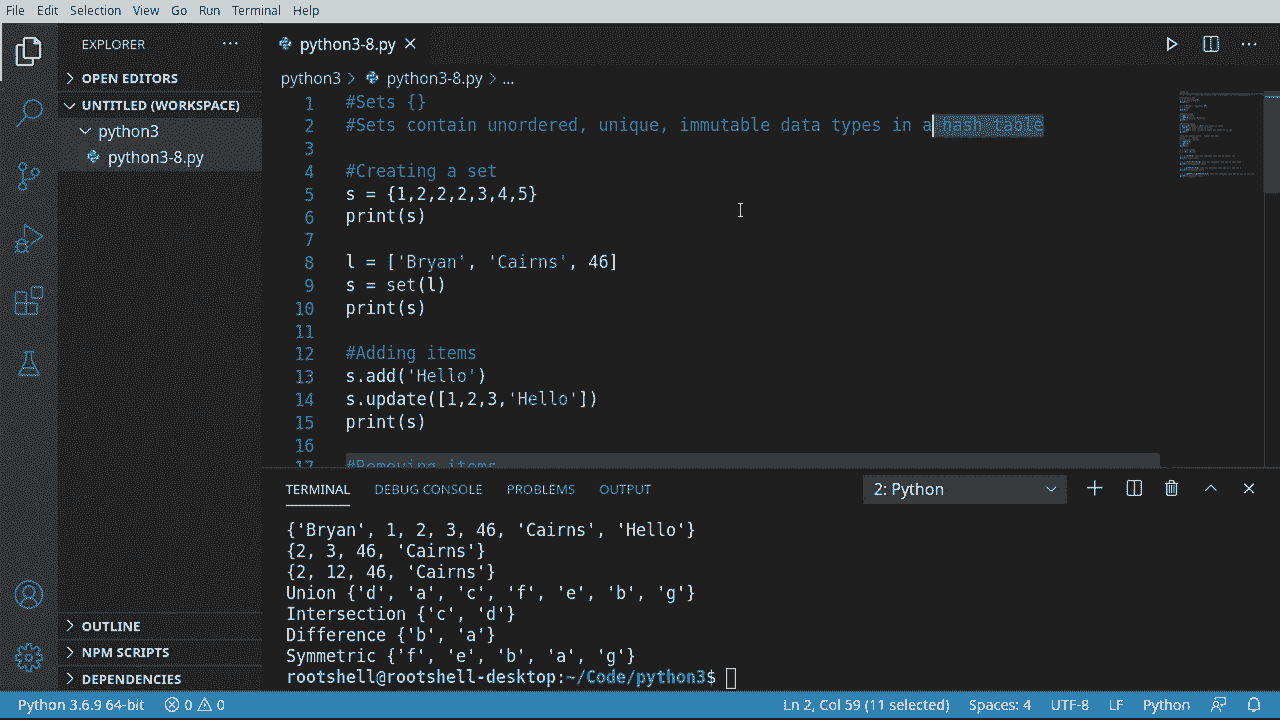 File Edit Selection View Go Run Terminal Help
EXPLORER ···
OPEN EDITORS
UNTITLED (WORKSPACE)
python3
python3-8.py
OUTLINE
NPM SCRIPTS
DEPENDENCIES
python3-8.py
python3 > python3-8.py > ...
1 #Sets {}
2 #Sets contain unordered, unique, immutable data types in a hash table
3
4 #Creating a set
5 s = {1,2,2,2,3,4,5}
6 print(s)
7
8 l = ['Bryan', 'Cairns', 46]
9 s = set(l)
10 print(s)
11
12 #Adding items
13 s.add('Hello')
14 s.update([1,2,3,'Hello'])
15 print(s)
16
17 #Removing items
TERMINAL DEBUG CONSOLE PROBLEMS OUTPUT 2: Python
{'Bryan', 1, 2, 3, 46, 'Cairns', 'Hello'}
{2, 3, 46, 'Cairns'}
{2, 12, 46, 'Cairns'}
Union {'d', 'a', 'c', 'f', 'e', 'b', 'g'}
Intersection {'c', 'd'}
Difference {'b', 'a'}
Symmetric {'f', 'e', 'b', 'a', 'g'}
rootshell@rootshell-desktop:~/Code/python3$
Python 3.6.9 64-bit 0 0 Ln 2, Col 59 (11 selected) Spaces: 4 UTF-8 LF Python